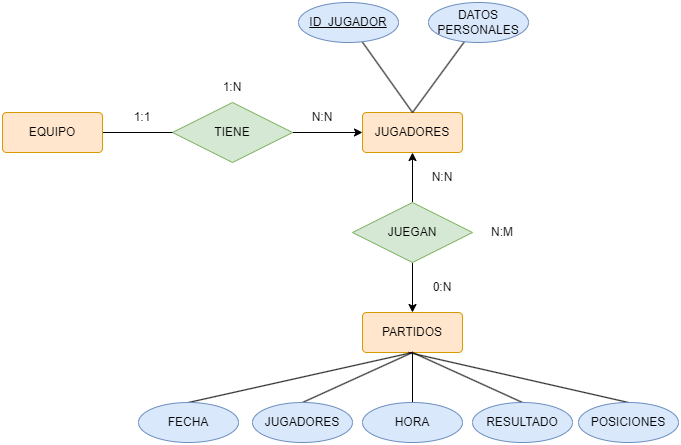 ID_JUGADOR
DATOS
PERSONALES
1:N
1:1
N:N
EQUIPO
TIENE
JUGADORES
N:N
JUEGAN
N:M
0:N
PARTIDOS
FECHA
JUGADORES
HORA
RESULTADO
POSICIONES